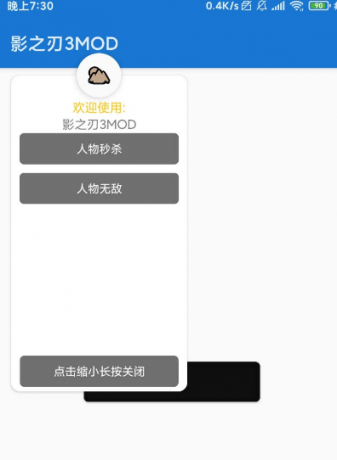 晚上7:30 0.4K/s 90
影之刃3MOD
欢迎使用:
影之刃3MOD
人物秒杀
人物无敌
点击缩小长按关闭